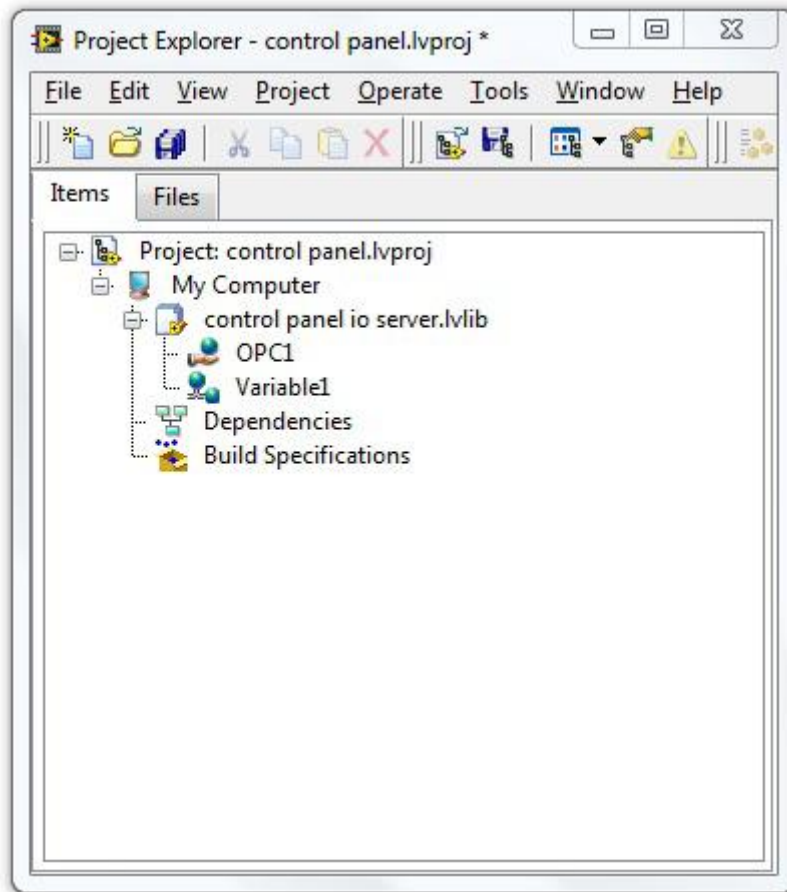 Project Explorer - control panel.lvproj *
File Edit View Project Operate Tools Window Help
Items Files
Project: control panel.lvproj
My Computer
control panel io server.lvlib
OPC1
Variable1
Dependencies
Build Specifications